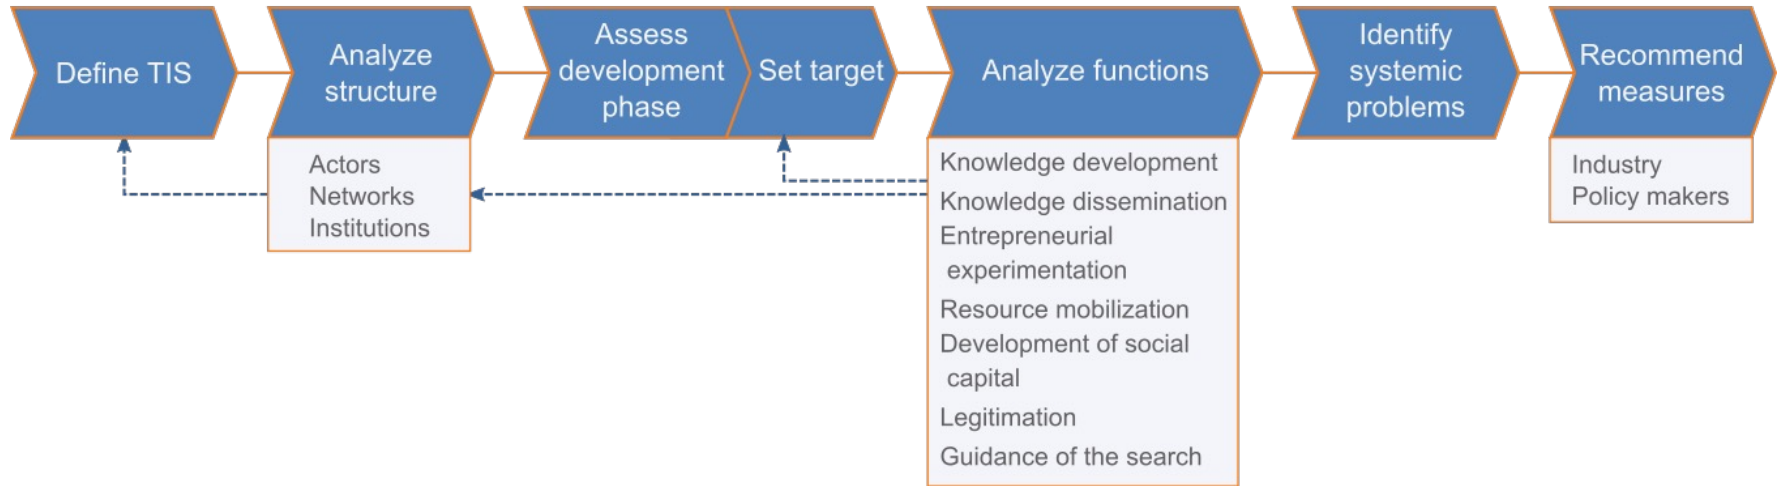 Define TIS
Analyze
structure
Assess
development
phase
Set target
Analyze functions
Identify
systemic
problems
Recommend
measures
Actors
Networks
Institutions
Knowledge development
Knowledge dissemination
Entrepreneurial
experimentation
Resource mobilization
Development of social
capital
Legitimation
Guidance of the search
Industry
Policy makers